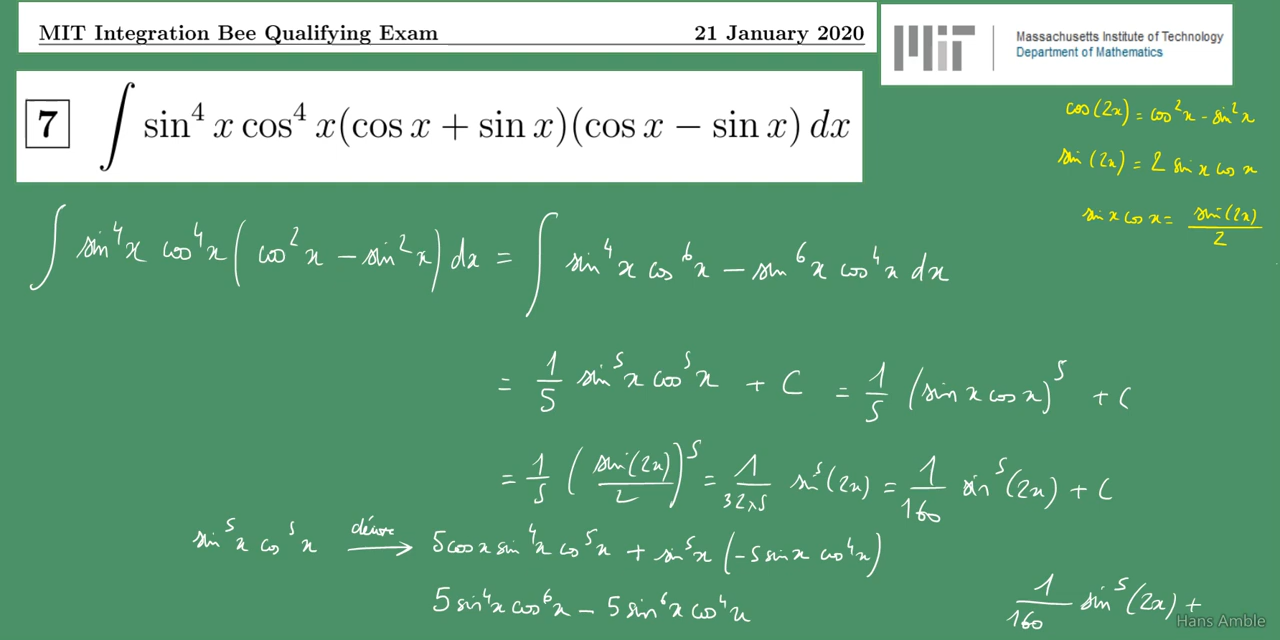 MIT Integration Bee Qualifying Exam 21 January 2020
MIT Massachusetts Institute of Technology
Department of Mathematics
7 ∫ sin⁴ x cos⁴ x(cos x + sin x)(cos x − sin x) dx
cos(2x) = cos²x - sin²x
sin(2x) = 2 sin x cos x
sin x cos x = sin(2x)/2
∫ sin⁴x cos⁴x (cos²x − sin²x) dx = ∫ sin⁴x cos⁶x − sin⁶x cos⁴x dx
= 1/5 sin⁵x cos⁵x + C = 1/5 (sin x cos x)⁵ + C
= 1/5 (sin(2x)/2)⁵ = 1/32×5 sin⁵(2x) = 1/160 sin⁵(2x) + C
sin⁵x cos⁵x dérive → 5cos x sin⁴x cos⁵x + sin⁵x (−5 sin x cos⁴x)
5 sin⁴x cos⁶x − 5 sin⁶x cos⁴x
1/160 sin⁵(2x) +
Hans Amble